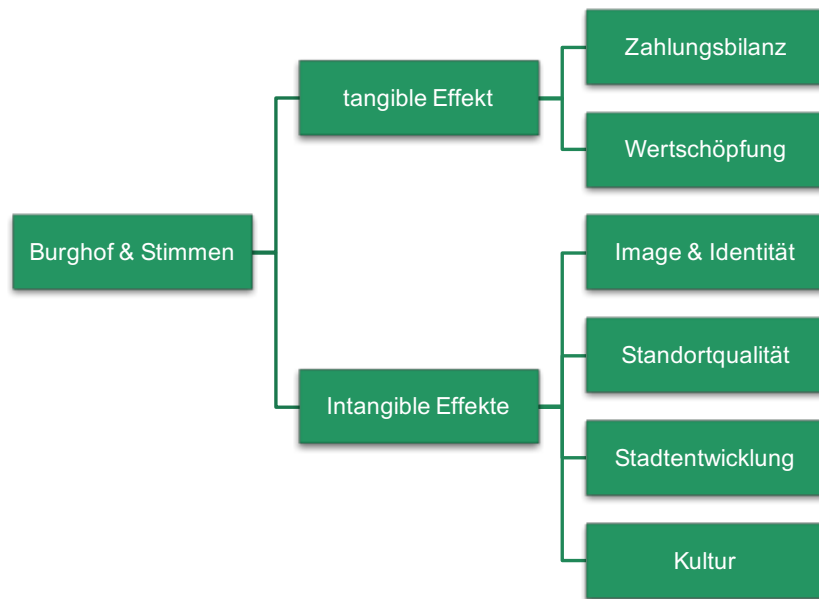 Burghof & Stimmen
tangible Effekt
Zahlungsbilanz
Wertschöpfung
Intangible Effekte
Image & Identität
Standortqualität
Stadtentwicklung
Kultur